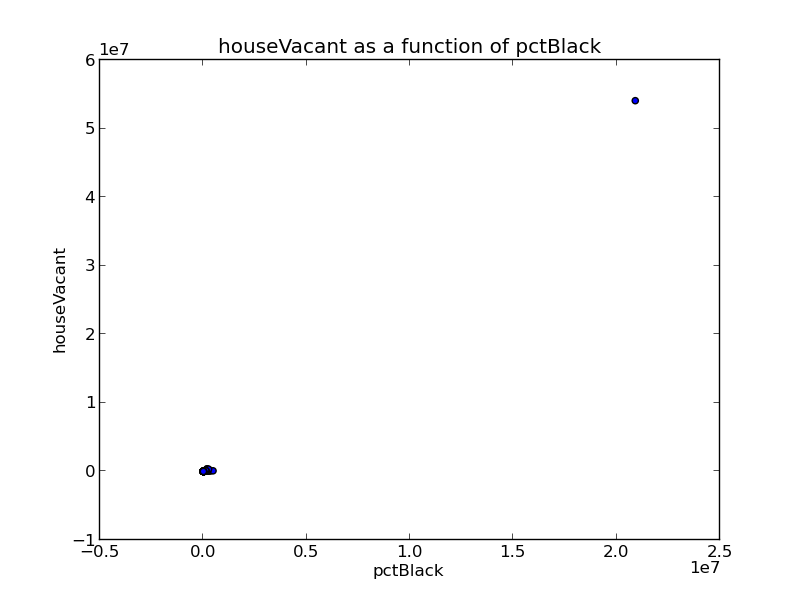 houseVacant as a function of pctBlack
1e7
6
5
4
3
2
1
0
−1
houseVacant
−0.5 0.0 0.5 1.0 1.5 2.0 2.5
1e7
pctBlack